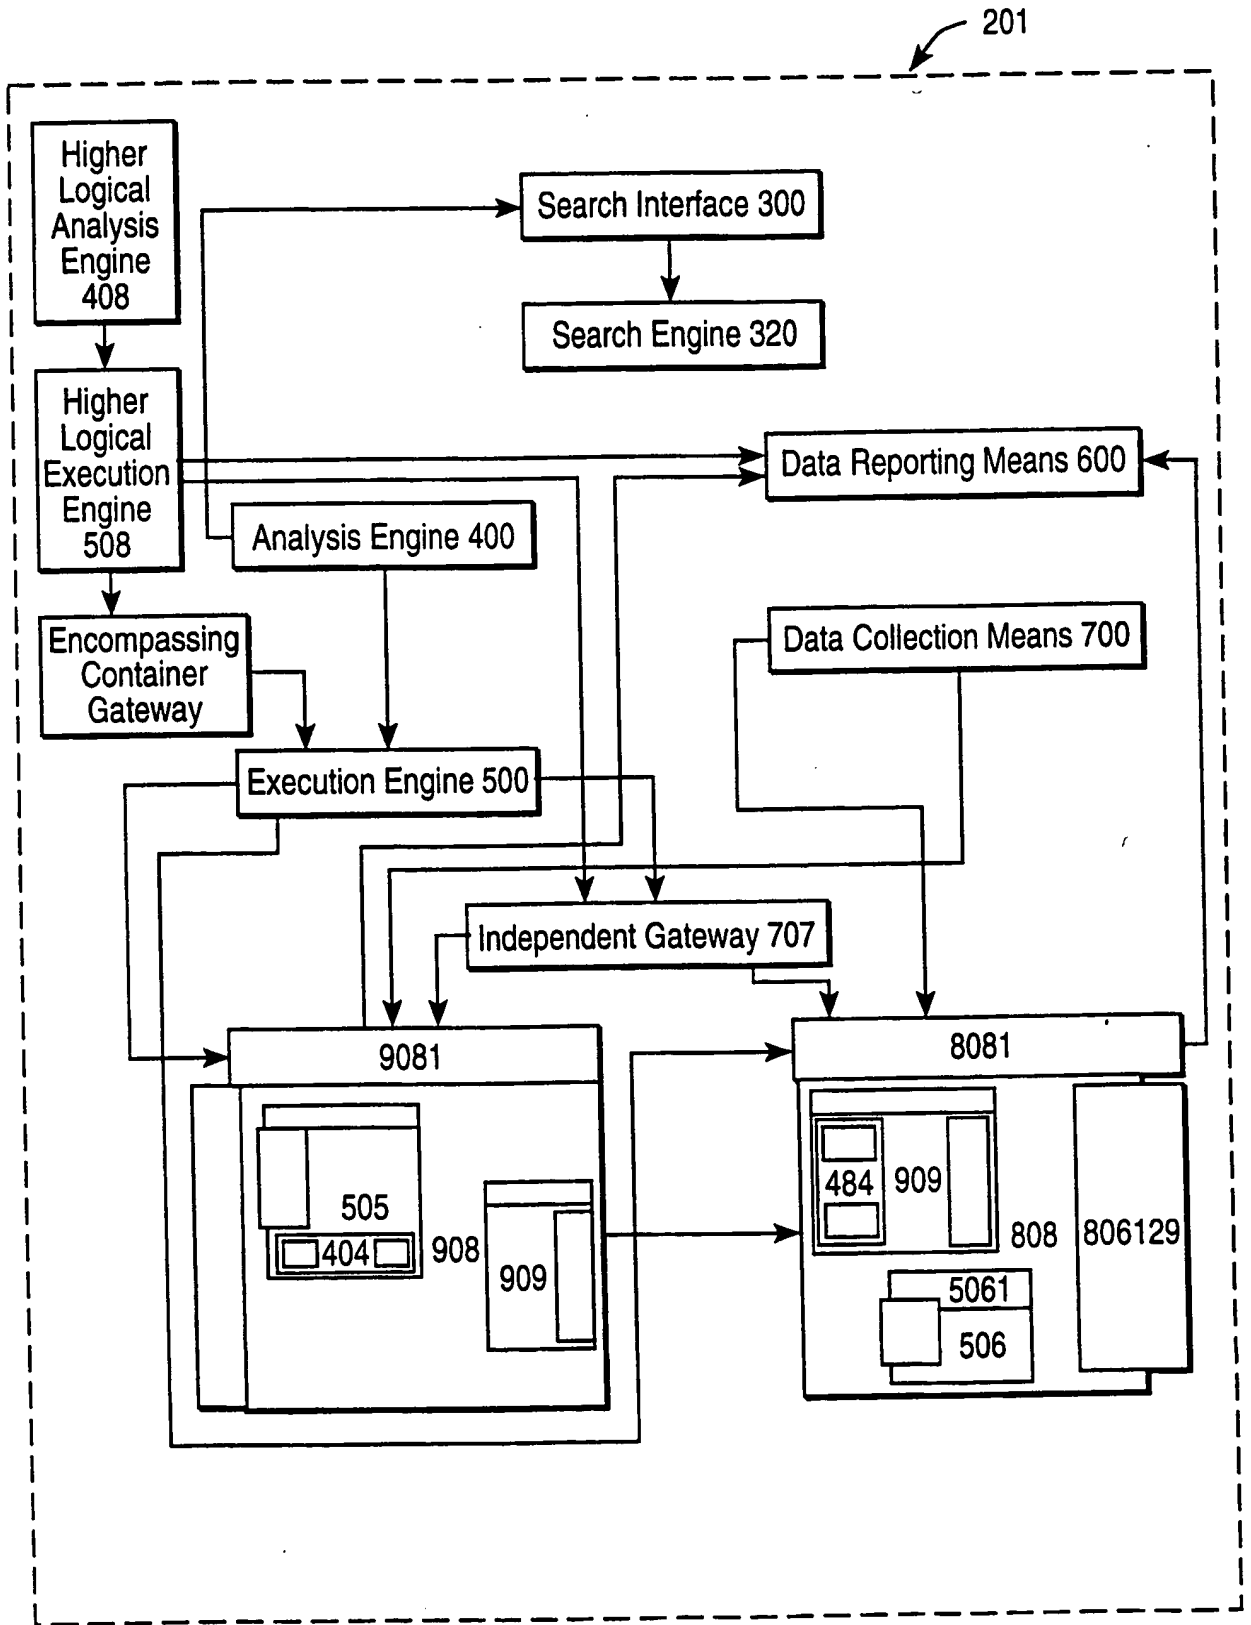 201
Higher
Logical
Analysis
Engine
408
Search Interface 300
Search Engine 320
Higher
Logical
Execution
Engine
508
Data Reporting Means 600
Analysis Engine 400
Encompassing
Container
Gateway
Data Collection Means 700
Execution Engine 500
Independent Gateway 707
9081
8081
505
404
908
909
484
909
808
806129
5061
506